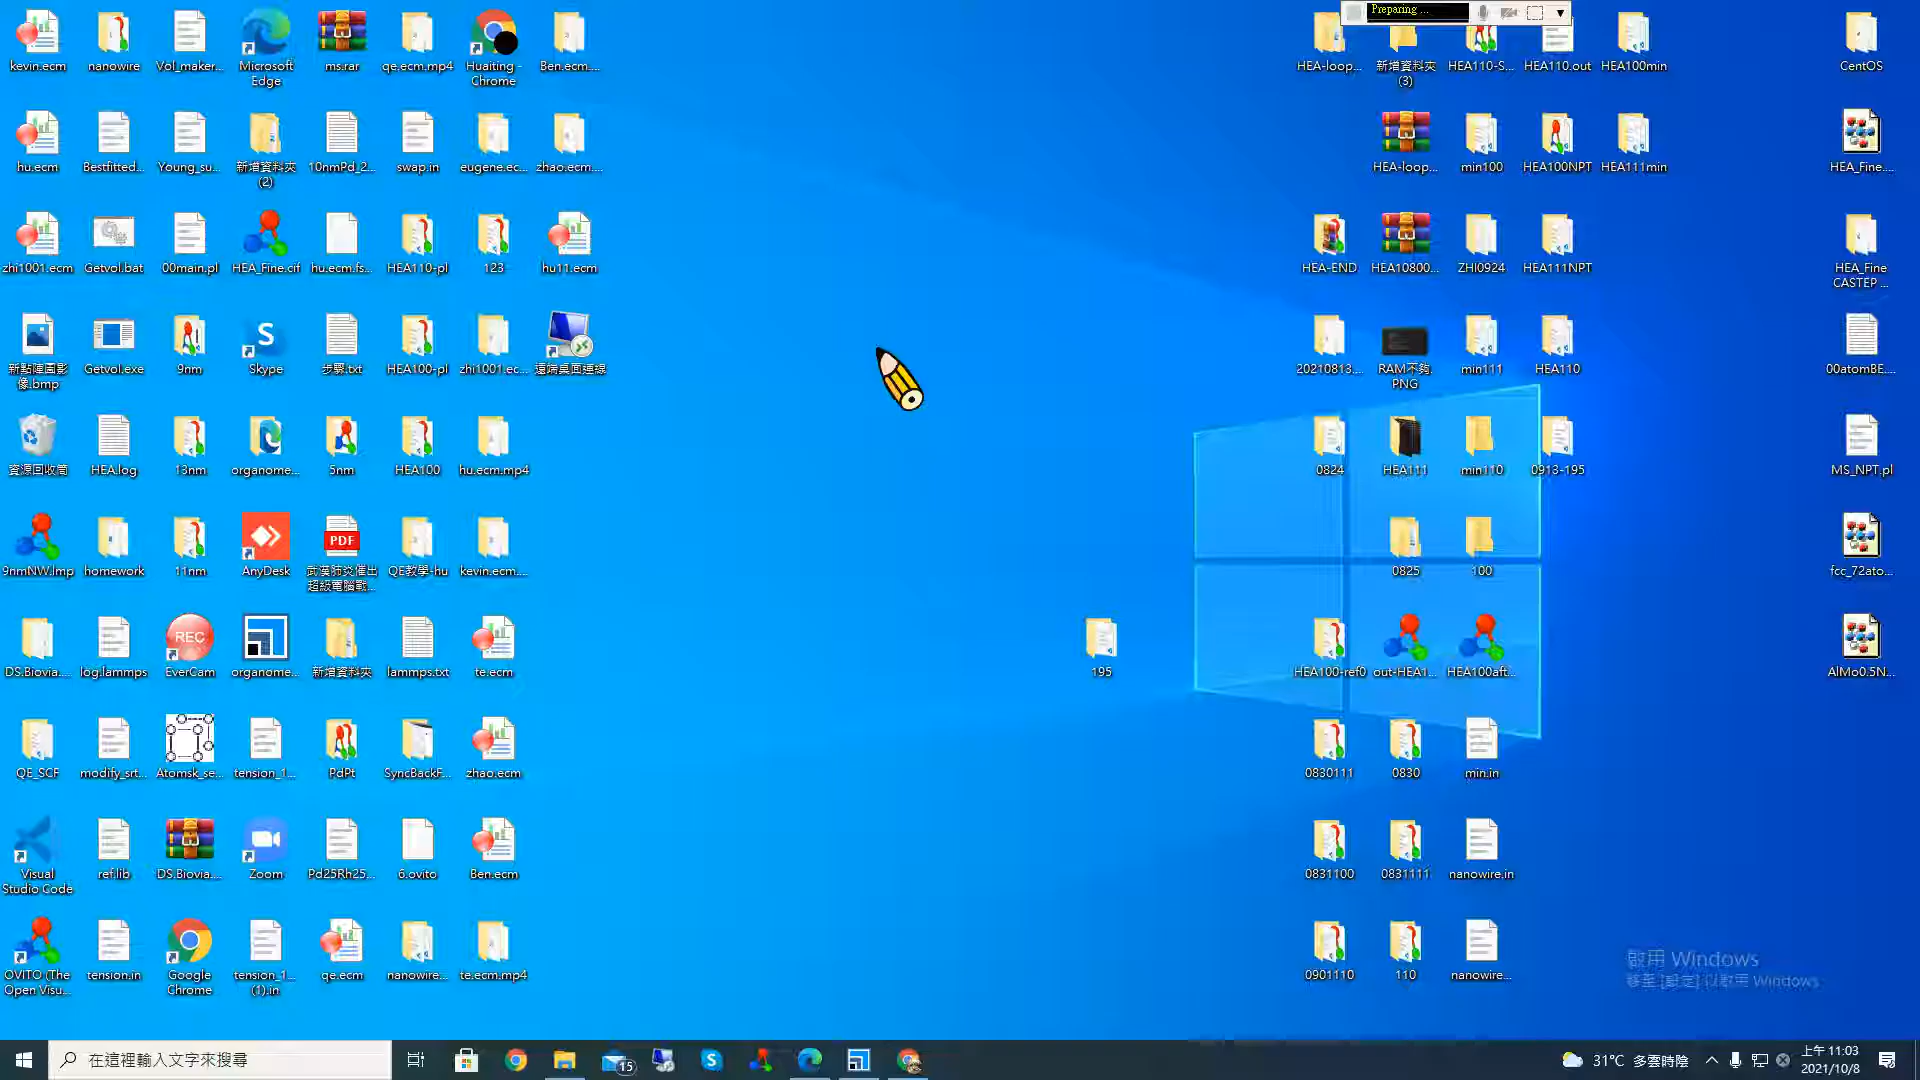 Preparing ...
kevin.ecm
nanowire
Vol_maker...
Microsoft
Edge
ms.rar
qe.ecm.mp4
Huaiting -
Chrome
Ben.ecm....
HEA-loop...
新增資料夾
(3)
HEA110-S...
HEA110.out
HEA100min
CentOS
hu.ecm
Bestfitted...
Young_su...
新增資料夾
(2)
10nmPd_2...
swap.in
eugene.ec...
zhao.ecm....
HEA-loop...
min100
HEA100NPT
HEA111min
HEA_Fine....
zhi1001.ecm
Getvol.bat
00main.pl
HEA_Fine.cif
hu.ecm.fs...
HEA110-pl
123
hu11.ecm
HEA-END
HEA10800...
ZHI0924
HEA111NPT
HEA_Fine
CASTEP ...
新點陣圖影
像.bmp
Getvol.exe
9nm
Skype
步驟.txt
HEA100-pl
zhi1001.ec...
遠端桌面連線
20210813...
RAM不夠.
PNG
min111
HEA110
00atomBE....
資源回收筒
HEA.log
13nm
organome...
5nm
HEA100
hu.ecm.mp4
0824
HEA111
min110
0913-195
MS_NPT.pl
9nmNW.lmp
homework
11nm
AnyDesk
武漢肺炎催出
超級電腦戰...
QE教學-hu
kevin.ecm....
0825
100
fcc_72ato...
DS.Biovia....
log.lammps
EverCam
organome...
新增資料夾
lammps.txt
te.ecm
195
HEA100-ref0
out-HEA1...
HEA100aft...
AlMo0.5N...
QE_SCF
modify_srt...
Atomsk_se...
tension_1...
PdPt
SyncBackF...
zhao.ecm
0830111
0830
min.in
Visual
Studio Code
ref.lib
DS.Biovia....
Zoom
Pd25Rh25...
6.ovito
Ben.ecm
0831100
0831111
nanowire.in
OVITO (The
Open Visu...
tension.in
Google
Chrome
tension_1...
(1).in
qe.ecm
nanowire...
te.ecm.mp4
0901110
110
nanowire...
啟用 Windows
移至 [設定] 以啟用 Windows
在這裡輸入文字來搜尋
15
31°C 多雲時陰
上午 11:03
2021/10/8
REC
PDF